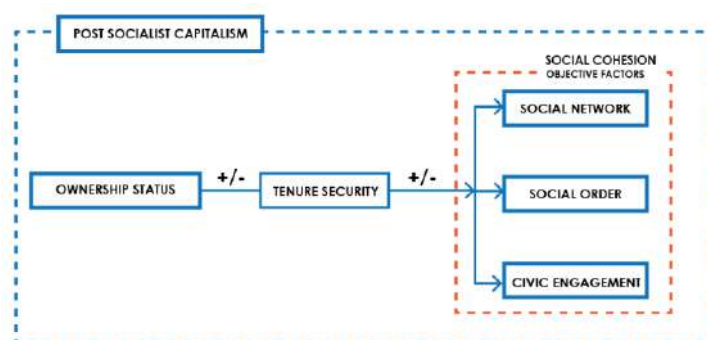 POST SOCIALIST CAPITALISM
SOCIAL COHESION
OBJECTIVE FACTORS
SOCIAL NETWORK
+/-
+/-
OWNERSHIP STATUS
TENURE SECURITY
SOCIAL ORDER
CIVIC ENGAGEMENT